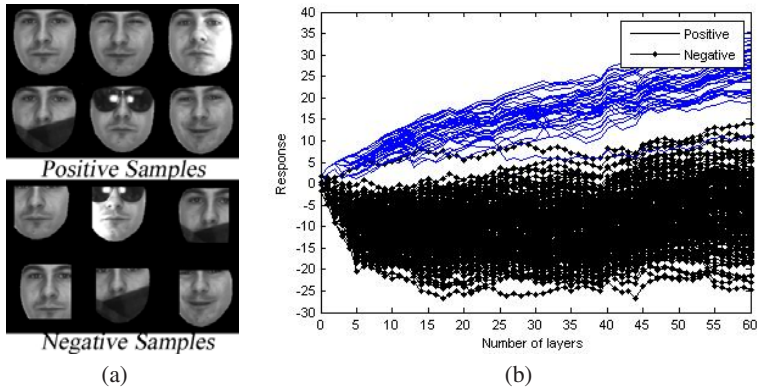 Positive Samples
Negative Samples
(a)
40
35
30
25
20
15
10
5
0
-5
-10
-15
-20
-25
-30
Response
0 5 10 15 20 25 30 35 40 45 50 55 60
Number of layers
Positive
Negative
(b)